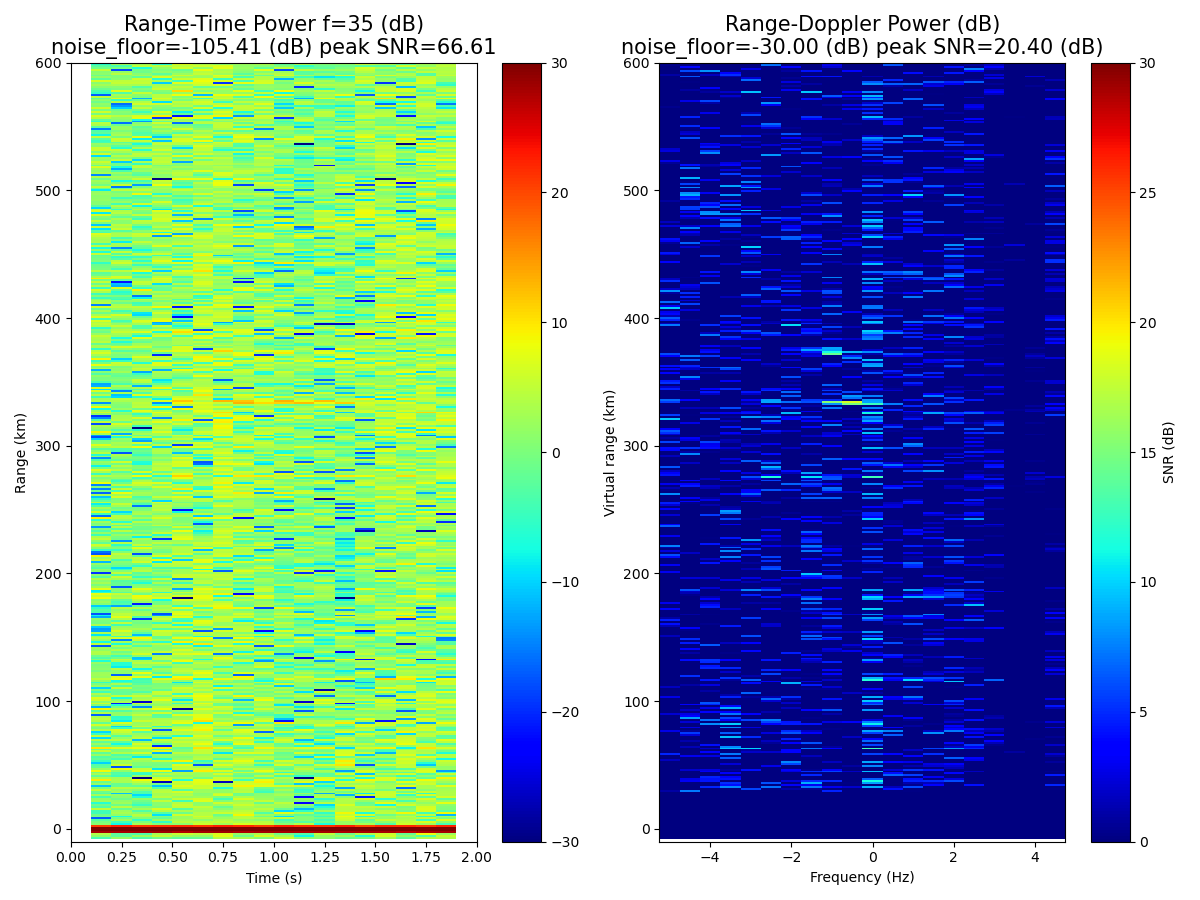 Range-Time Power f=35 (dB)
noise_floor=-105.41 (dB) peak SNR=66.61
600
500
400
300
200
100
0
Range (km)
0.00 0.25 0.50 0.75 1.00 1.25 1.50 1.75 2.00
Time (s)
30
20
10
0
−10
−20
−30
Range-Doppler Power (dB)
noise_floor=-30.00 (dB) peak SNR=20.40 (dB)
600
500
400
300
200
100
0
Virtual range (km)
−4 −2 0 2 4
Frequency (Hz)
30
25
20
15
10
5
0
SNR (dB)